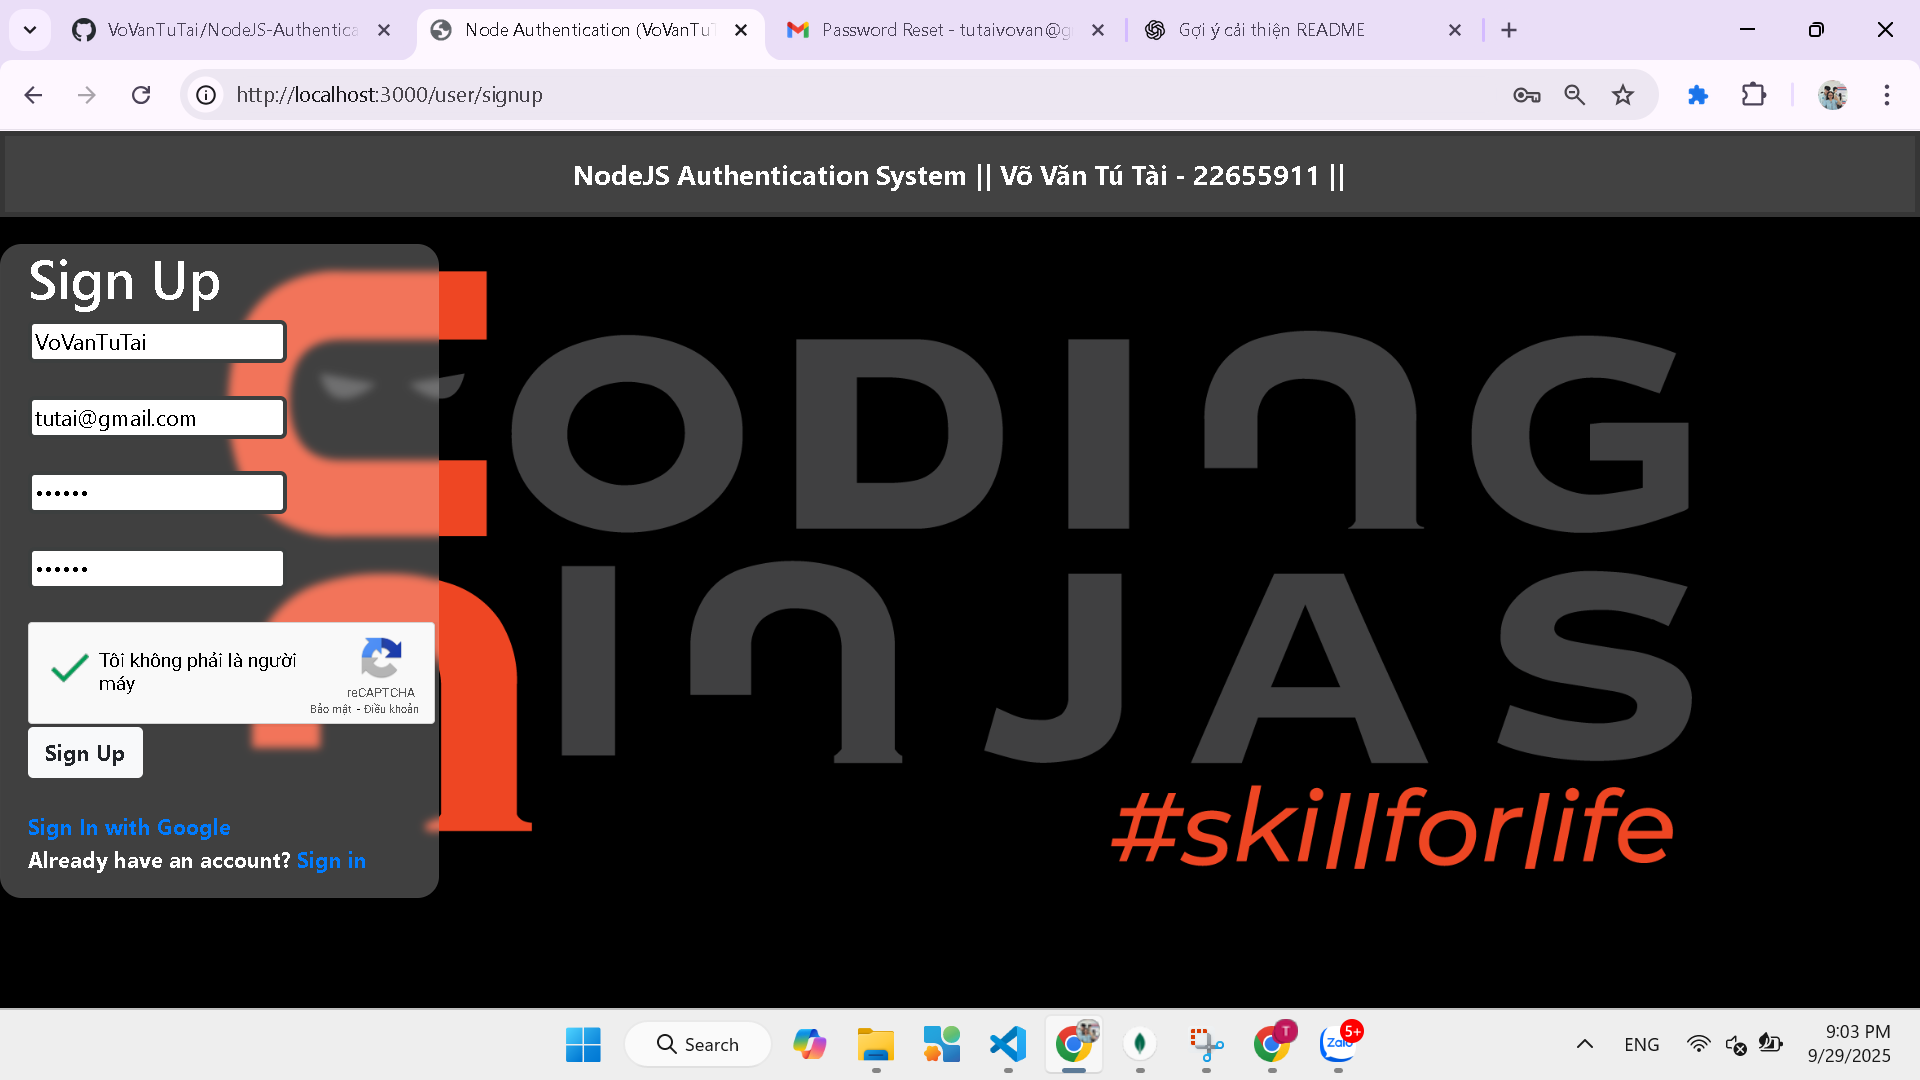 VoVanTuTai/NodeJS-Authentica
Node Authentication (VoVanTuT
Password Reset - tutaivovan@g
Gợi ý cải thiện README
http://localhost:3000/user/signup
NodeJS Authentication System || Võ Văn Tú Tài - 22655911 ||
Sign Up
VoVanTuTai
tutai@gmail.com
••••••
••••••
Tôi không phải là người
máy
reCAPTCHA
Bảo mật - Điều khoản
Sign Up
Sign In with Google
Already have an account? Sign in
CODING
NINJAS
#skillforlife
Search
T
Zalo
5+
ENG
9:03 PM
9/29/2025